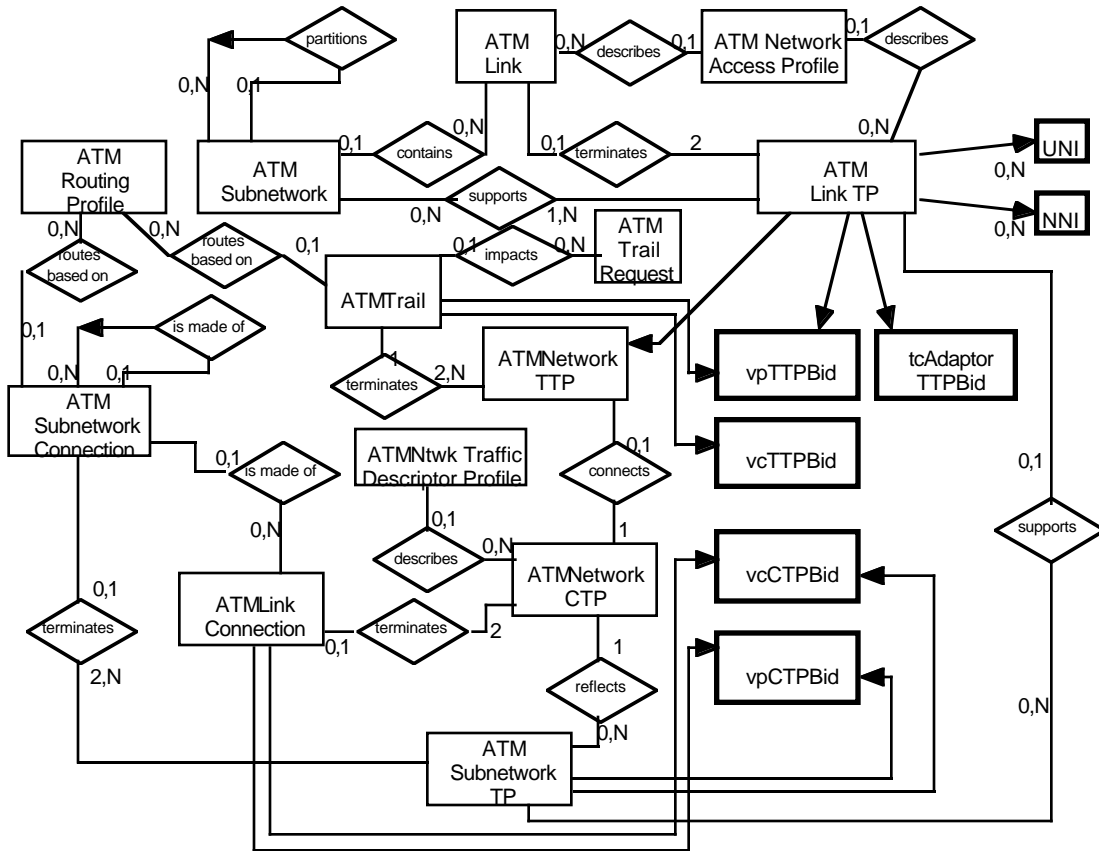 partitions
ATM
Link
0,N
describes
0,1
ATM Network
Access Profile
0,1
describes
0,N
0,1
0,1
contains
0,N
0,1
terminates
2
0,N
UNI
0,N
ATM
Routing
Profile
ATM
Subnetwork
supports
0,N
1,N
ATM
Link TP
NNI
0,N
0,N
0,N
routes
based on
routes
based on
0,1
0,1
impacts
0,N
ATM
Trail
Request
0,1
is made of
ATMTrail
0,N
0,1
1
terminates
2,N
ATMNetwork
TTP
vpTTPBid
tcAdaptor
TTPBid
ATM
Subnetwork
Connection
0,1
is made of
ATMNtwk Traffic
Descriptor Profile
0,1
connects
vcTTPBid
0,1
0,N
0,1
describes
0,N
1
supports
0,1
terminates
2,N
ATMLink
Connection
0,1
terminates
2
ATMNetwork
CTP
vcCTPBid
1
reflects
0,N
vpCTPBid
0,N
ATM
Subnetwork
TP